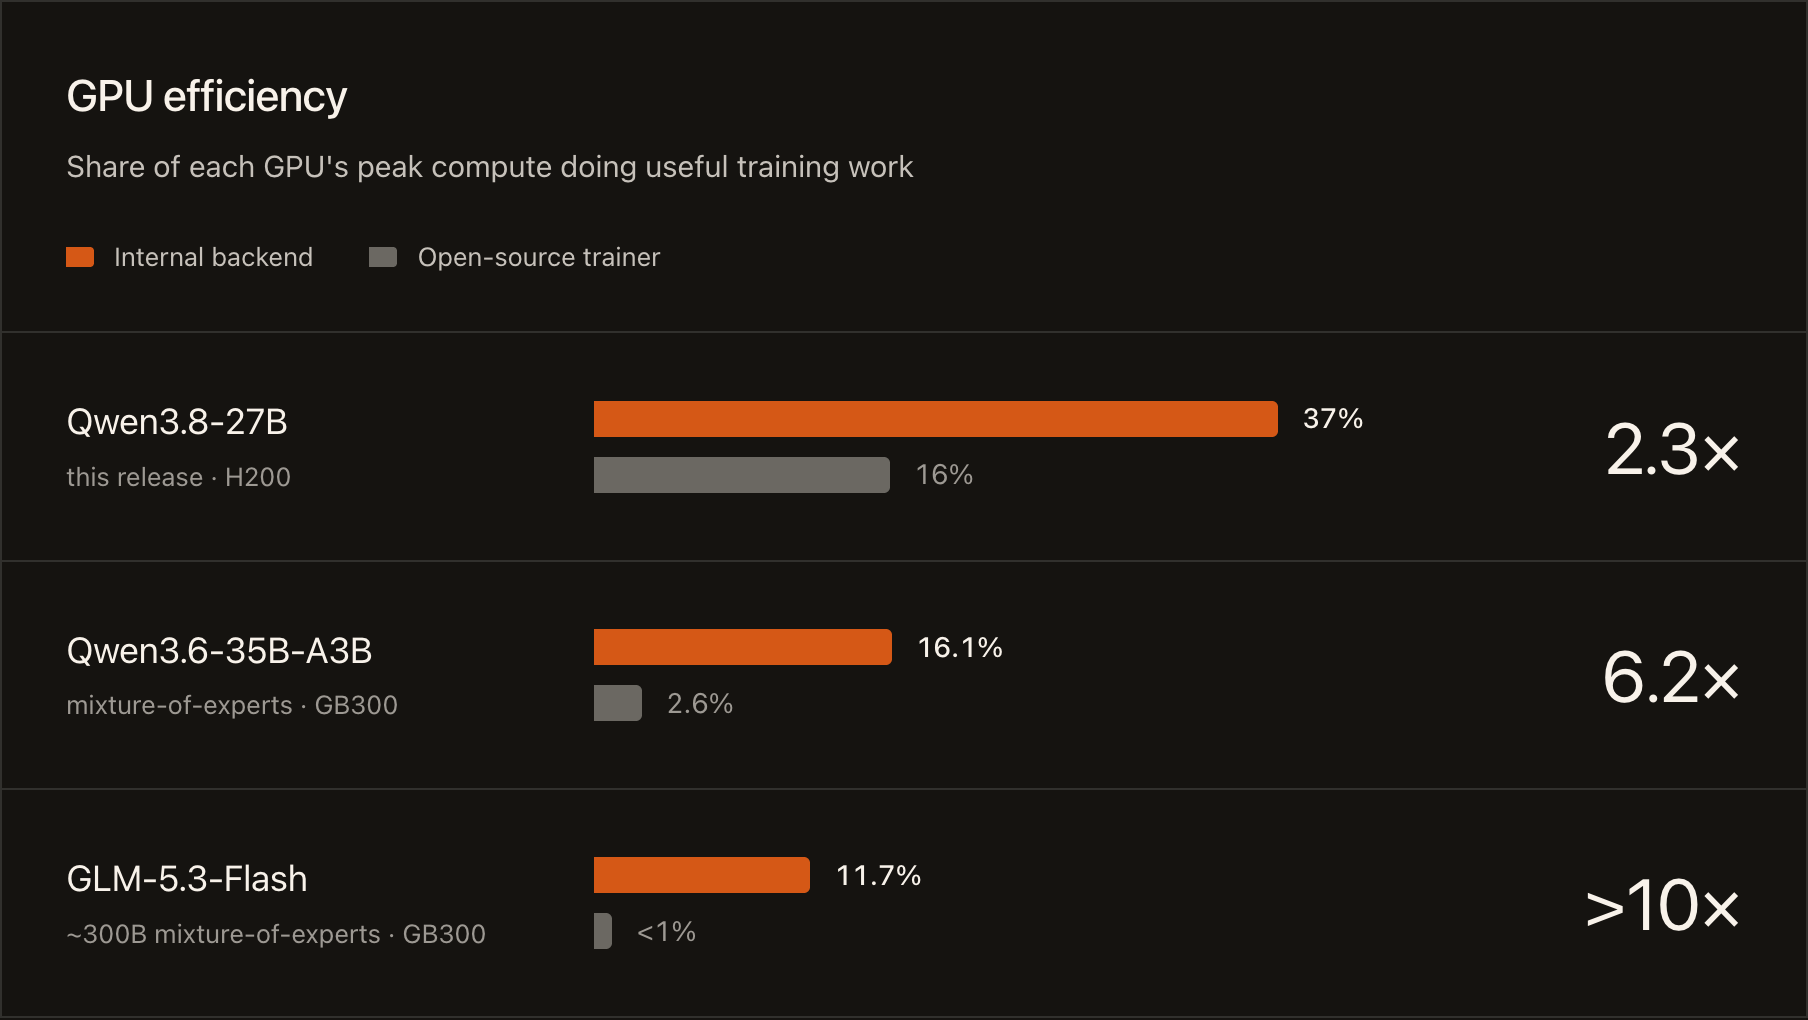 GPU efficiency
Share of each GPU's peak compute doing useful training work
Internal backend
Open-source trainer
Qwen3.8-27B
this release · H200
37%
16%
2.3×
Qwen3.6-35B-A3B
mixture-of-experts · GB300
16.1%
2.6%
6.2×
GLM-5.3-Flash
~300B mixture-of-experts · GB300
11.7%
<1%
>10×